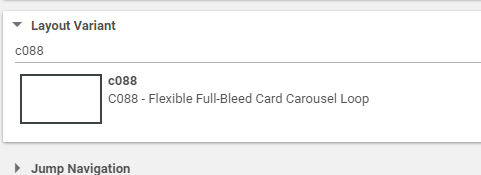 Layout Variant
c088
c088
C088 - Flexible Full-Bleed Card Carousel Loop
Jump Navigation